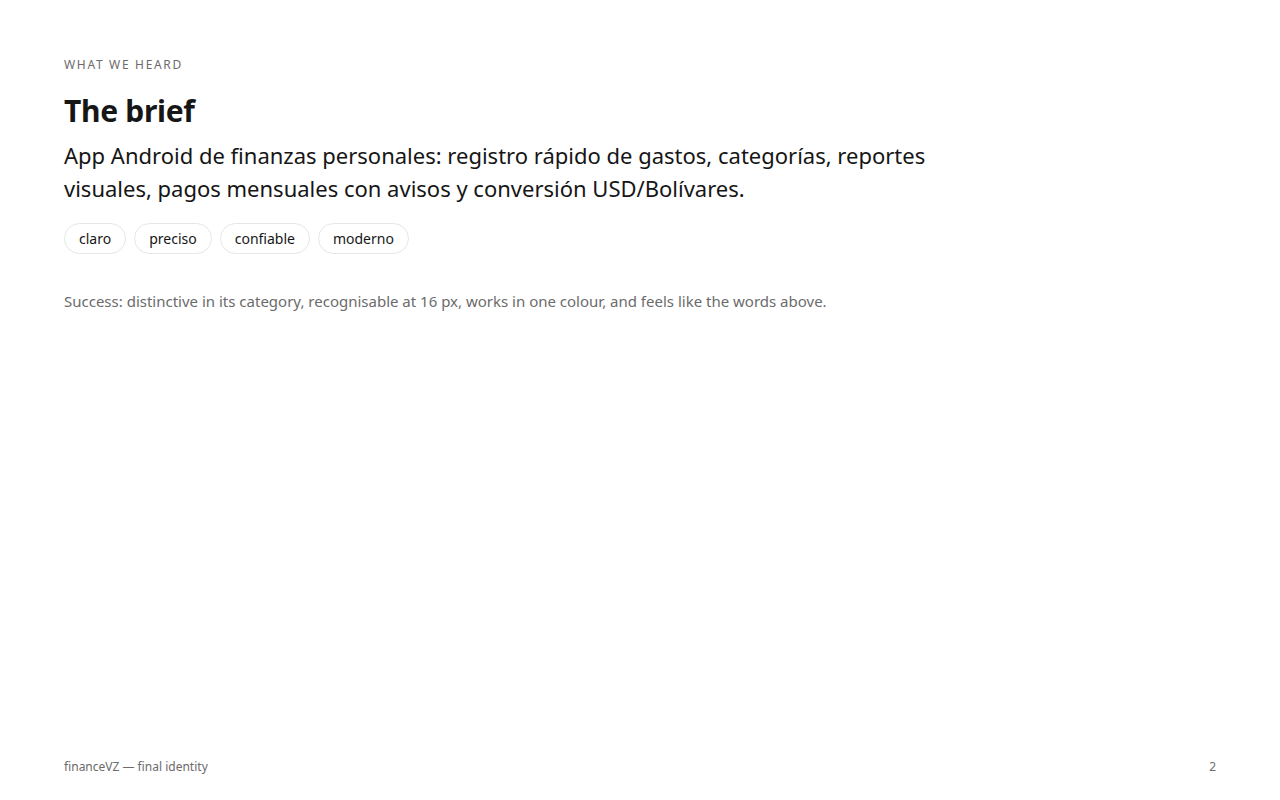 WHAT WE HEARD
The brief
App Android de finanzas personales: registro rápido de gastos, categorías, reportes
visuales, pagos mensuales con avisos y conversión USD/Bolívares.
claro preciso confiable moderno
Success: distinctive in its category, recognisable at 16 px, works in one colour, and feels like the words above.
financeVZ — final identity 2